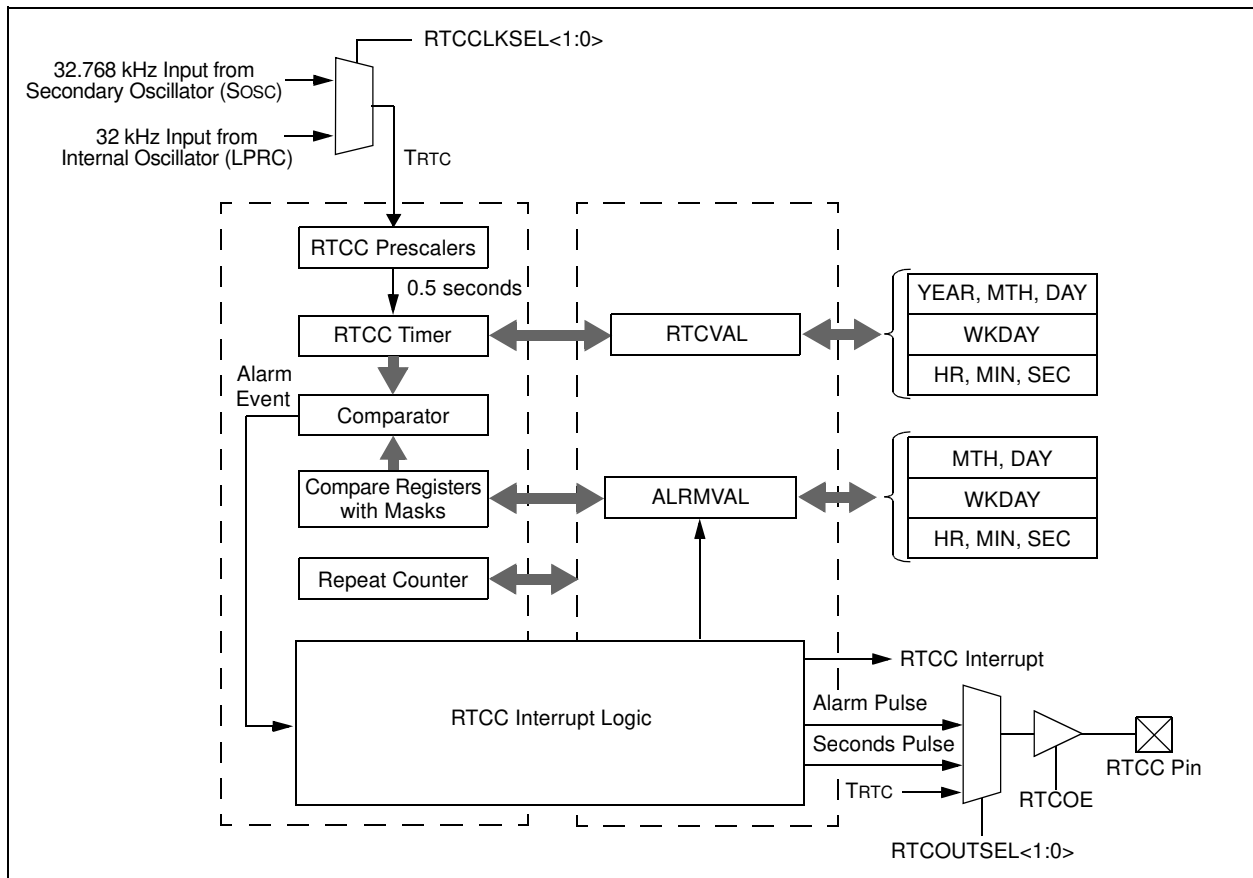 RTCCLKSEL<1:0>
32.768 kHz Input from
Secondary Oscillator (SOSC)
32 kHz Input from
Internal Oscillator (LPRC)
TRTC
RTCC Prescalers
0.5 seconds
RTCC Timer
RTCVAL
YEAR, MTH, DAY
WKDAY
HR, MIN, SEC
Alarm
Event
Comparator
Compare Registers
with Masks
ALRMVAL
MTH, DAY
WKDAY
HR, MIN, SEC
Repeat Counter
RTCC Interrupt Logic
RTCC Interrupt
Alarm Pulse
Seconds Pulse
TRTC
RTCOE
RTCC Pin
RTCOUTSEL<1:0>